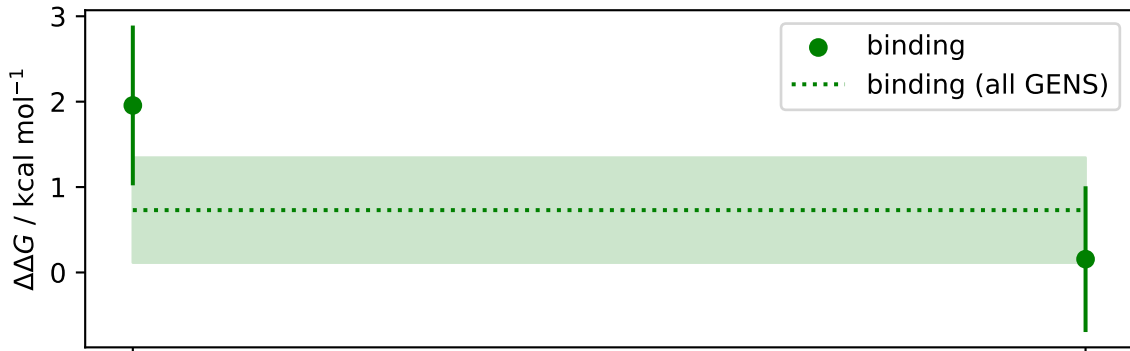 3
binding
binding (all GENS)
2
1
0
ΔΔG / kcal mol⁻¹